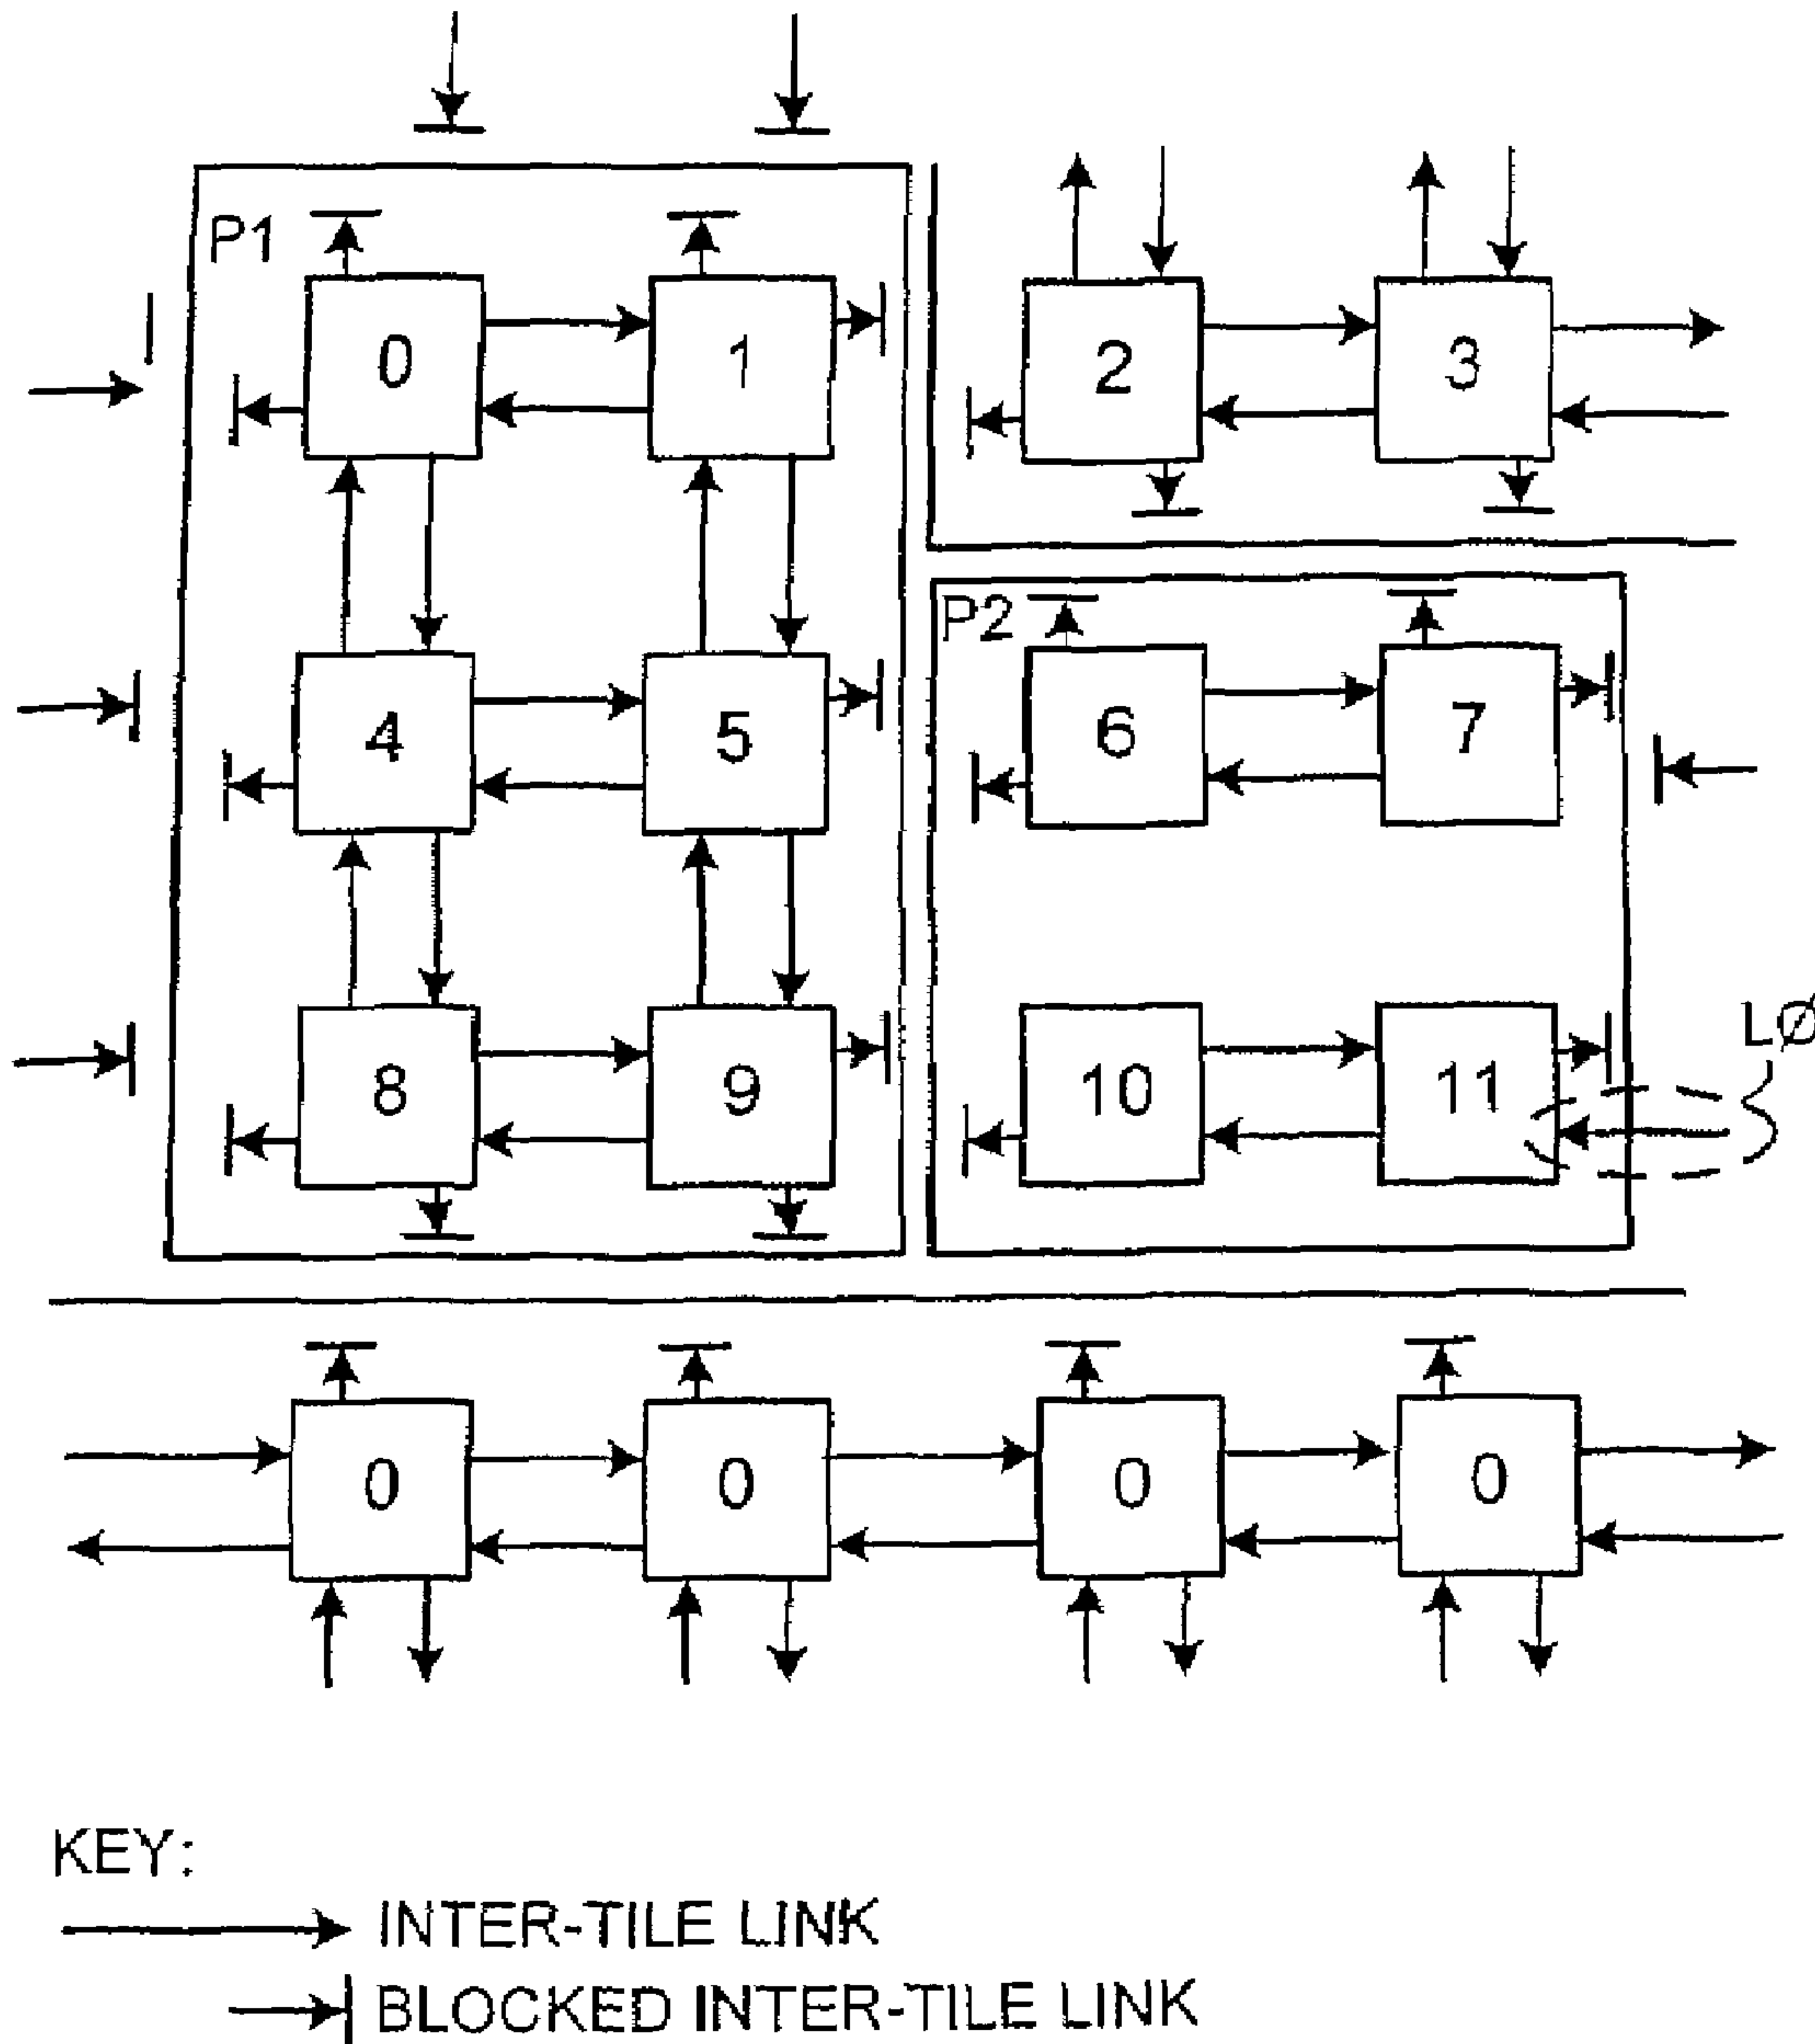 P1
0 1 2 3
P2
4 5 6 7
LØ
8 9 10 11
0 0 0 0
KEY:
INTER-TILE LINK
BLOCKED INTER-TILE LINK